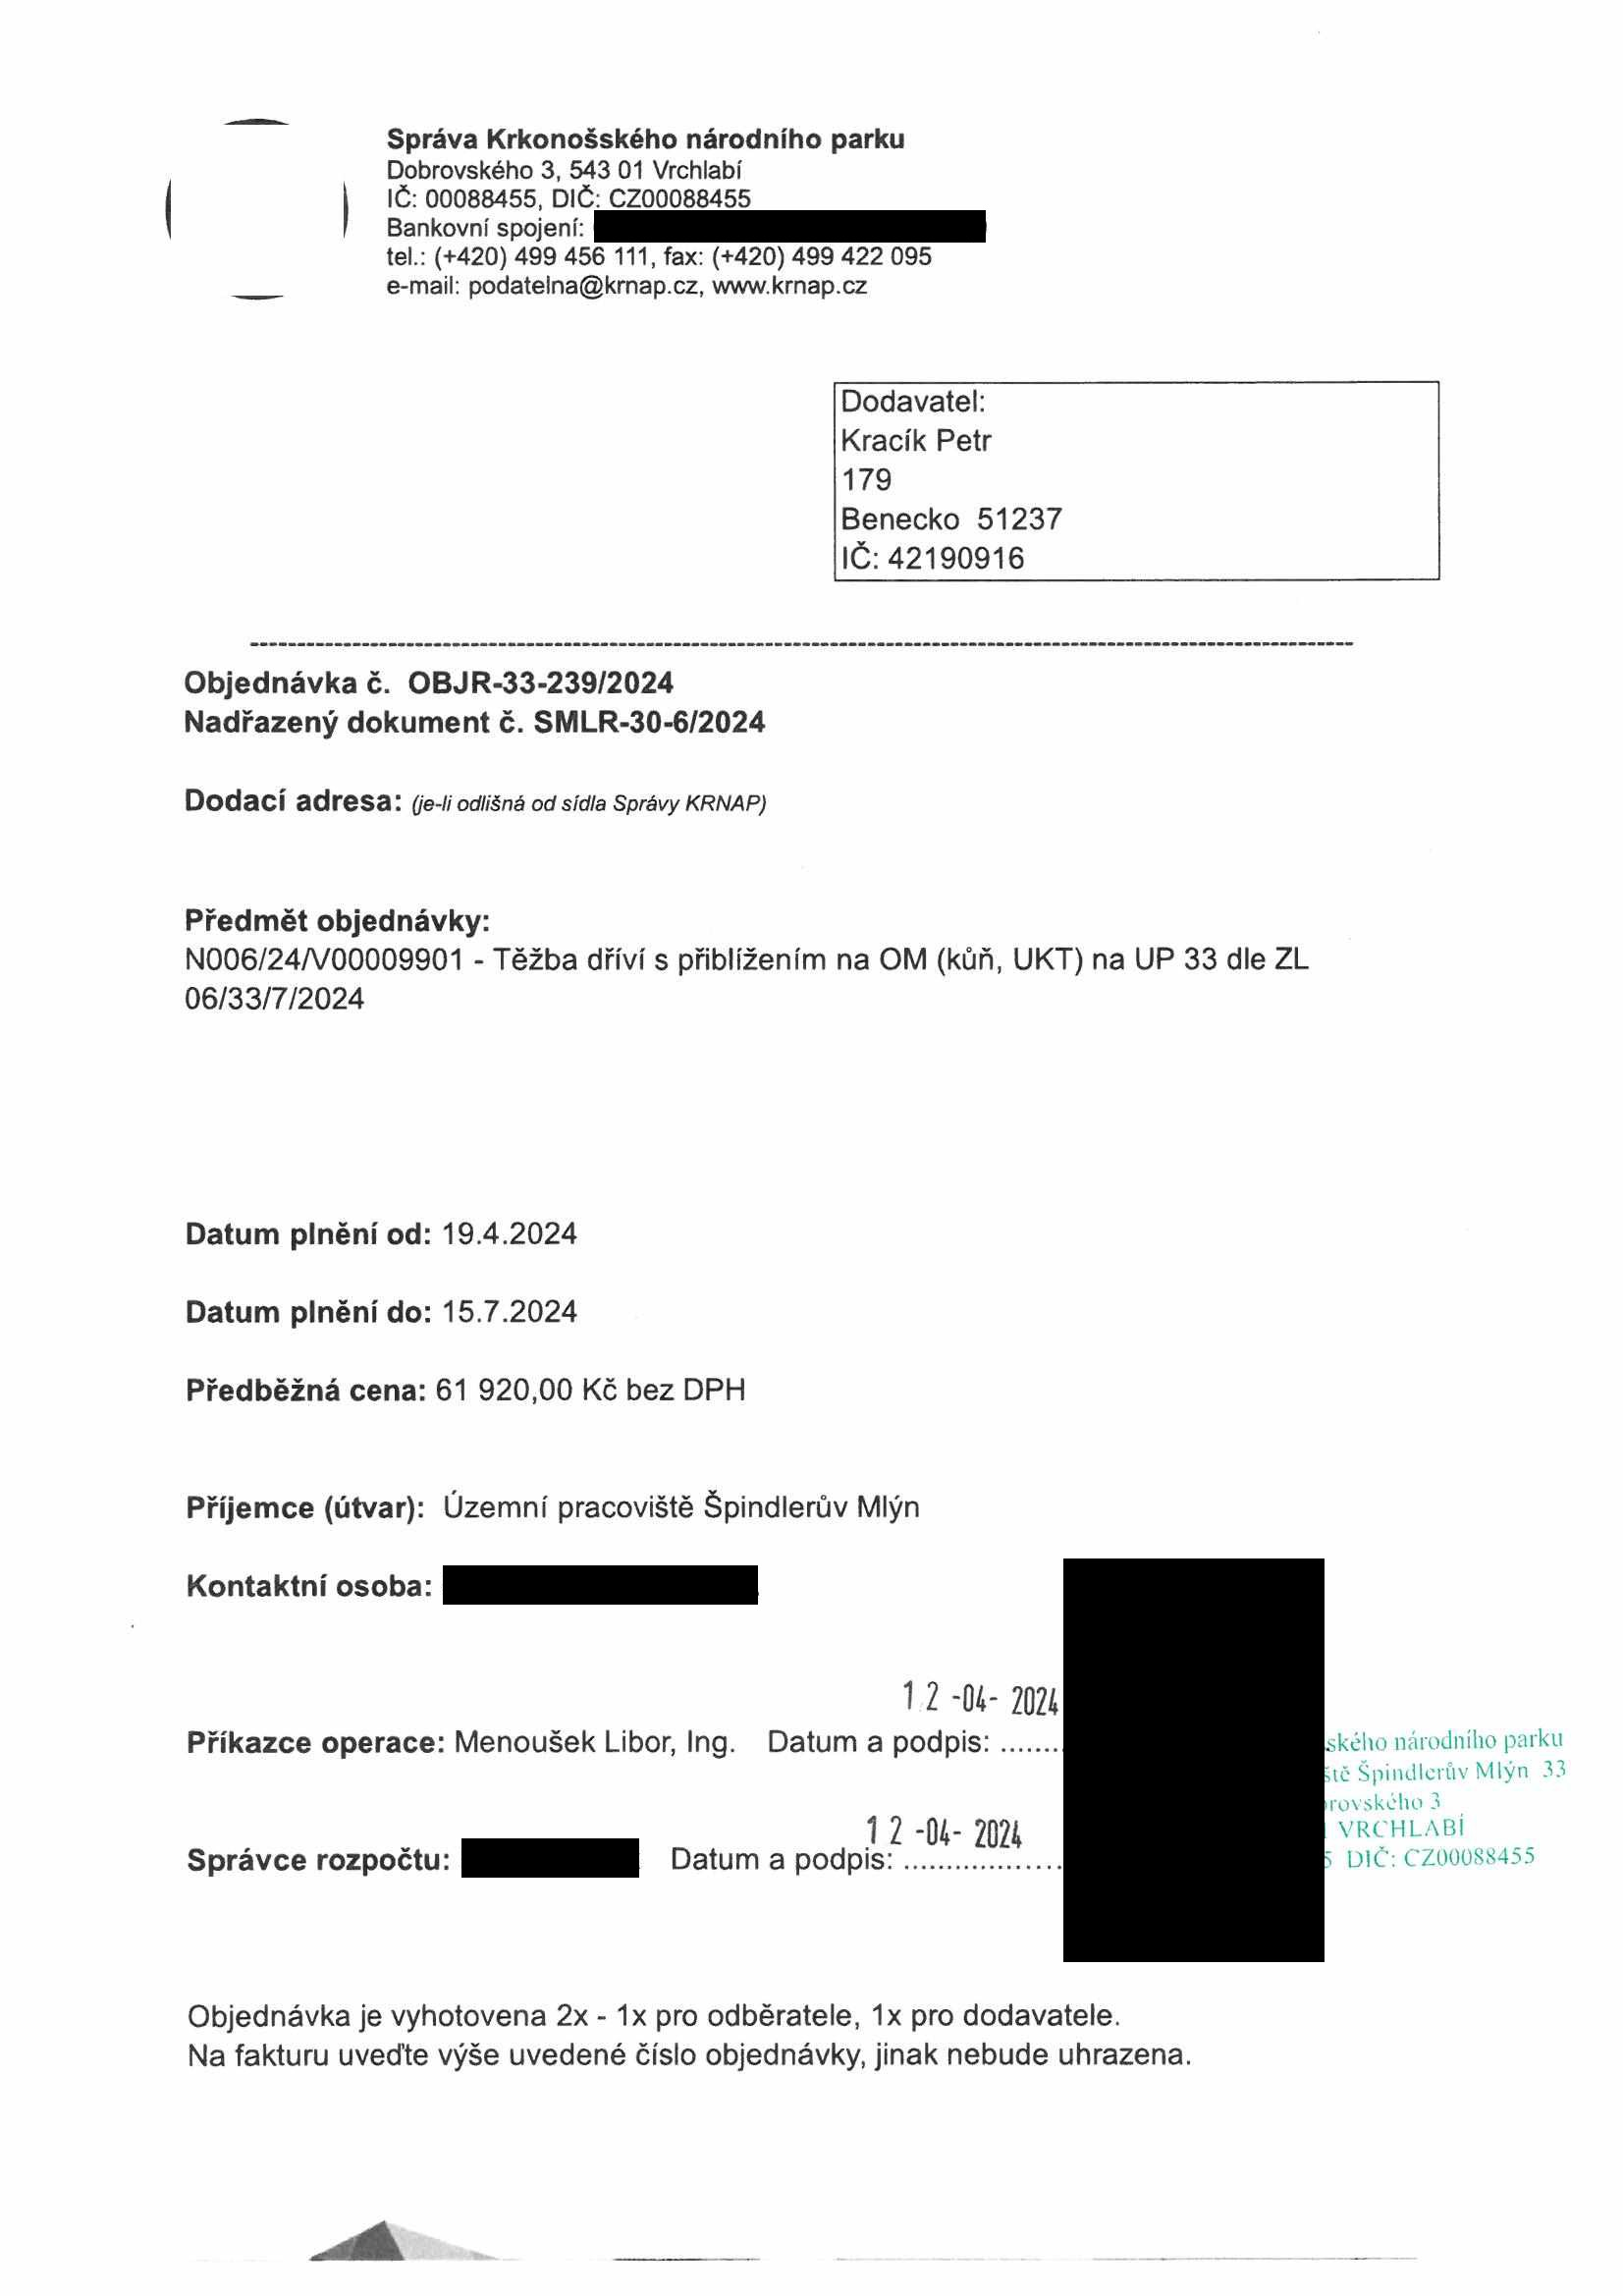 Správa Krkonošského národního parku
Dobrovského 3, 543 01 Vrchlabí
IČ: 00088455, DIČ: CZ00088455
Bankovní spojení:
tel.: (+420) 499 456 111, fax: (+420) 499 422 095
e-mail: podatelna@krnap.cz, www.krnap.cz
Dodavatel:
Kracík Petr
179
Benecko 51237
IČ: 42190916
Objednávka č. OBJR-33-239/2024
Nadřazený dokument č. SMLR-30-6/2024
Dodací adresa: (je-li odlišná od sídla Správy KRNAP)
Předmět objednávky:
N006/24/V00009901 - Těžba dříví s přiblížením na OM (kůň, UKT) na UP 33 dle ZL
06/33/7/2024
Datum plnění od: 19.4.2024
Datum plnění do: 15.7.2024
Předběžná cena: 61 920,00 Kč bez DPH
Příjemce (útvar): Územní pracoviště Špindlerův Mlýn
Kontaktní osoba:
12 -04- 2024
Příkazce operace: Menoušek Libor, Ing. Datum a podpis: .......
ského národního parku
ště Špindlerův Mlýn 33
rovského 3
VRCHLABÍ
5 DIČ: CZ00088455
12 -04- 2024
Správce rozpočtu: Datum a podpis: ...................
Objednávka je vyhotovena 2x - 1x pro odběratele, 1x pro dodavatele.
Na fakturu uveďte výše uvedené číslo objednávky, jinak nebude uhrazena.